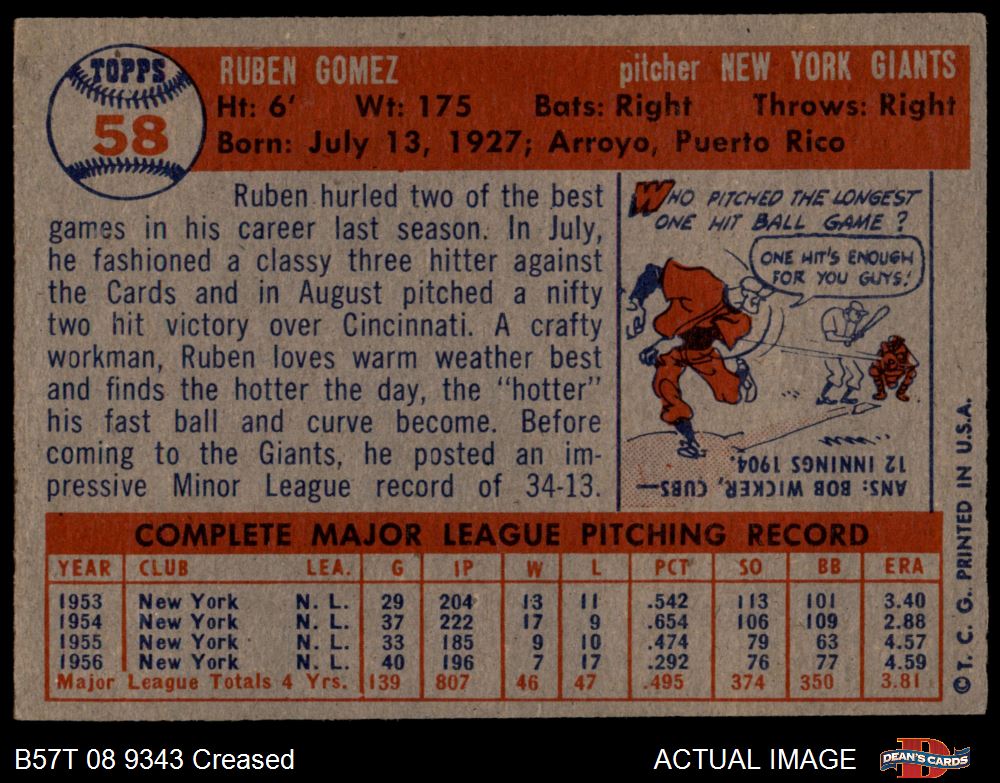 TOPPS
58
RUBEN GOMEZ pitcher NEW YORK GIANTS
Ht: 6' Wt: 175 Bats: Right Throws: Right
Born: July 13, 1927; Arroyo, Puerto Rico
Ruben hurled two of the best
games in his career last season. In July,
he fashioned a classy three hitter against
the Cards and in August pitched a nifty
two hit victory over Cincinnati. A crafty
workman, Ruben loves warm weather best
and finds the hotter the day, the "hotter"
his fast ball and curve become. Before
coming to the Giants, he posted an im-
pressive Minor League record of 34-13.
WHO PITCHED THE LONGEST
ONE HIT BALL GAME?
ONE HIT'S ENOUGH
FOR YOU GUYS!
ANS: BOB WICKER, CUBS—
12 INNINGS 1904.
COMPLETE MAJOR LEAGUE PITCHING RECORD
YEAR CLUB LEA. G IP W L PCT SO BB ERA
1953 New York N. L. 29 204 13 11 .542 113 101 3.40
1954 New York N. L. 37 222 17 9 .654 106 109 2.88
1955 New York N. L. 33 185 9 10 .474 79 63 4.57
1956 New York N. L. 40 196 7 17 .292 76 77 4.59
Major League Totals 4 Yrs. 139 807 46 47 .495 374 350 3.81
© T. C. G. PRINTED IN U.S.A.
B57T 08 9343 Creased
ACTUAL IMAGE
D
DEAN'S CARDS